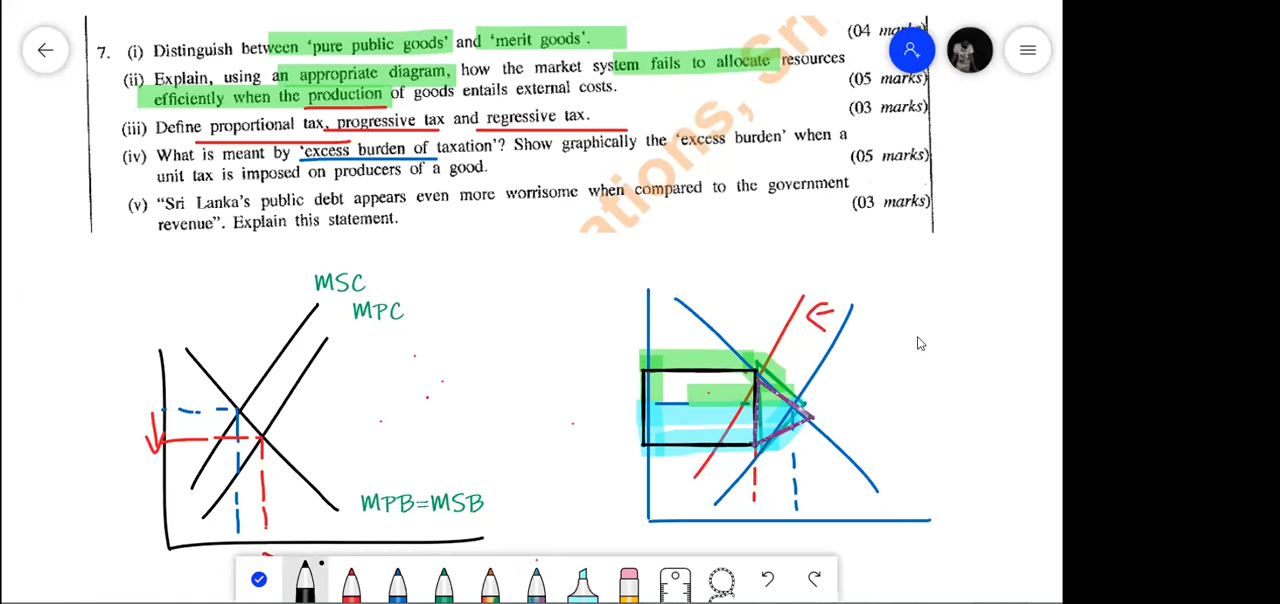 7. (i) Distinguish between ‘pure public goods’ and ‘merit goods’. (04
(ii) Explain, using an appropriate diagram, how the market system fails to allocate resources
efficiently when the production of goods entails external costs. (05 marks)
(iii) Define proportional tax, progressive tax and regressive tax. (03 marks)
(iv) What is meant by ‘excess burden of taxation’? Show graphically the ‘excess burden’ when a
unit tax is imposed on producers of a good. (05 marks)
(v) “Sri Lanka’s public debt appears even more worrisome when compared to the government
revenue”. Explain this statement. (03 marks)
ations, Sri
MSC
MPC
MPB=MSB